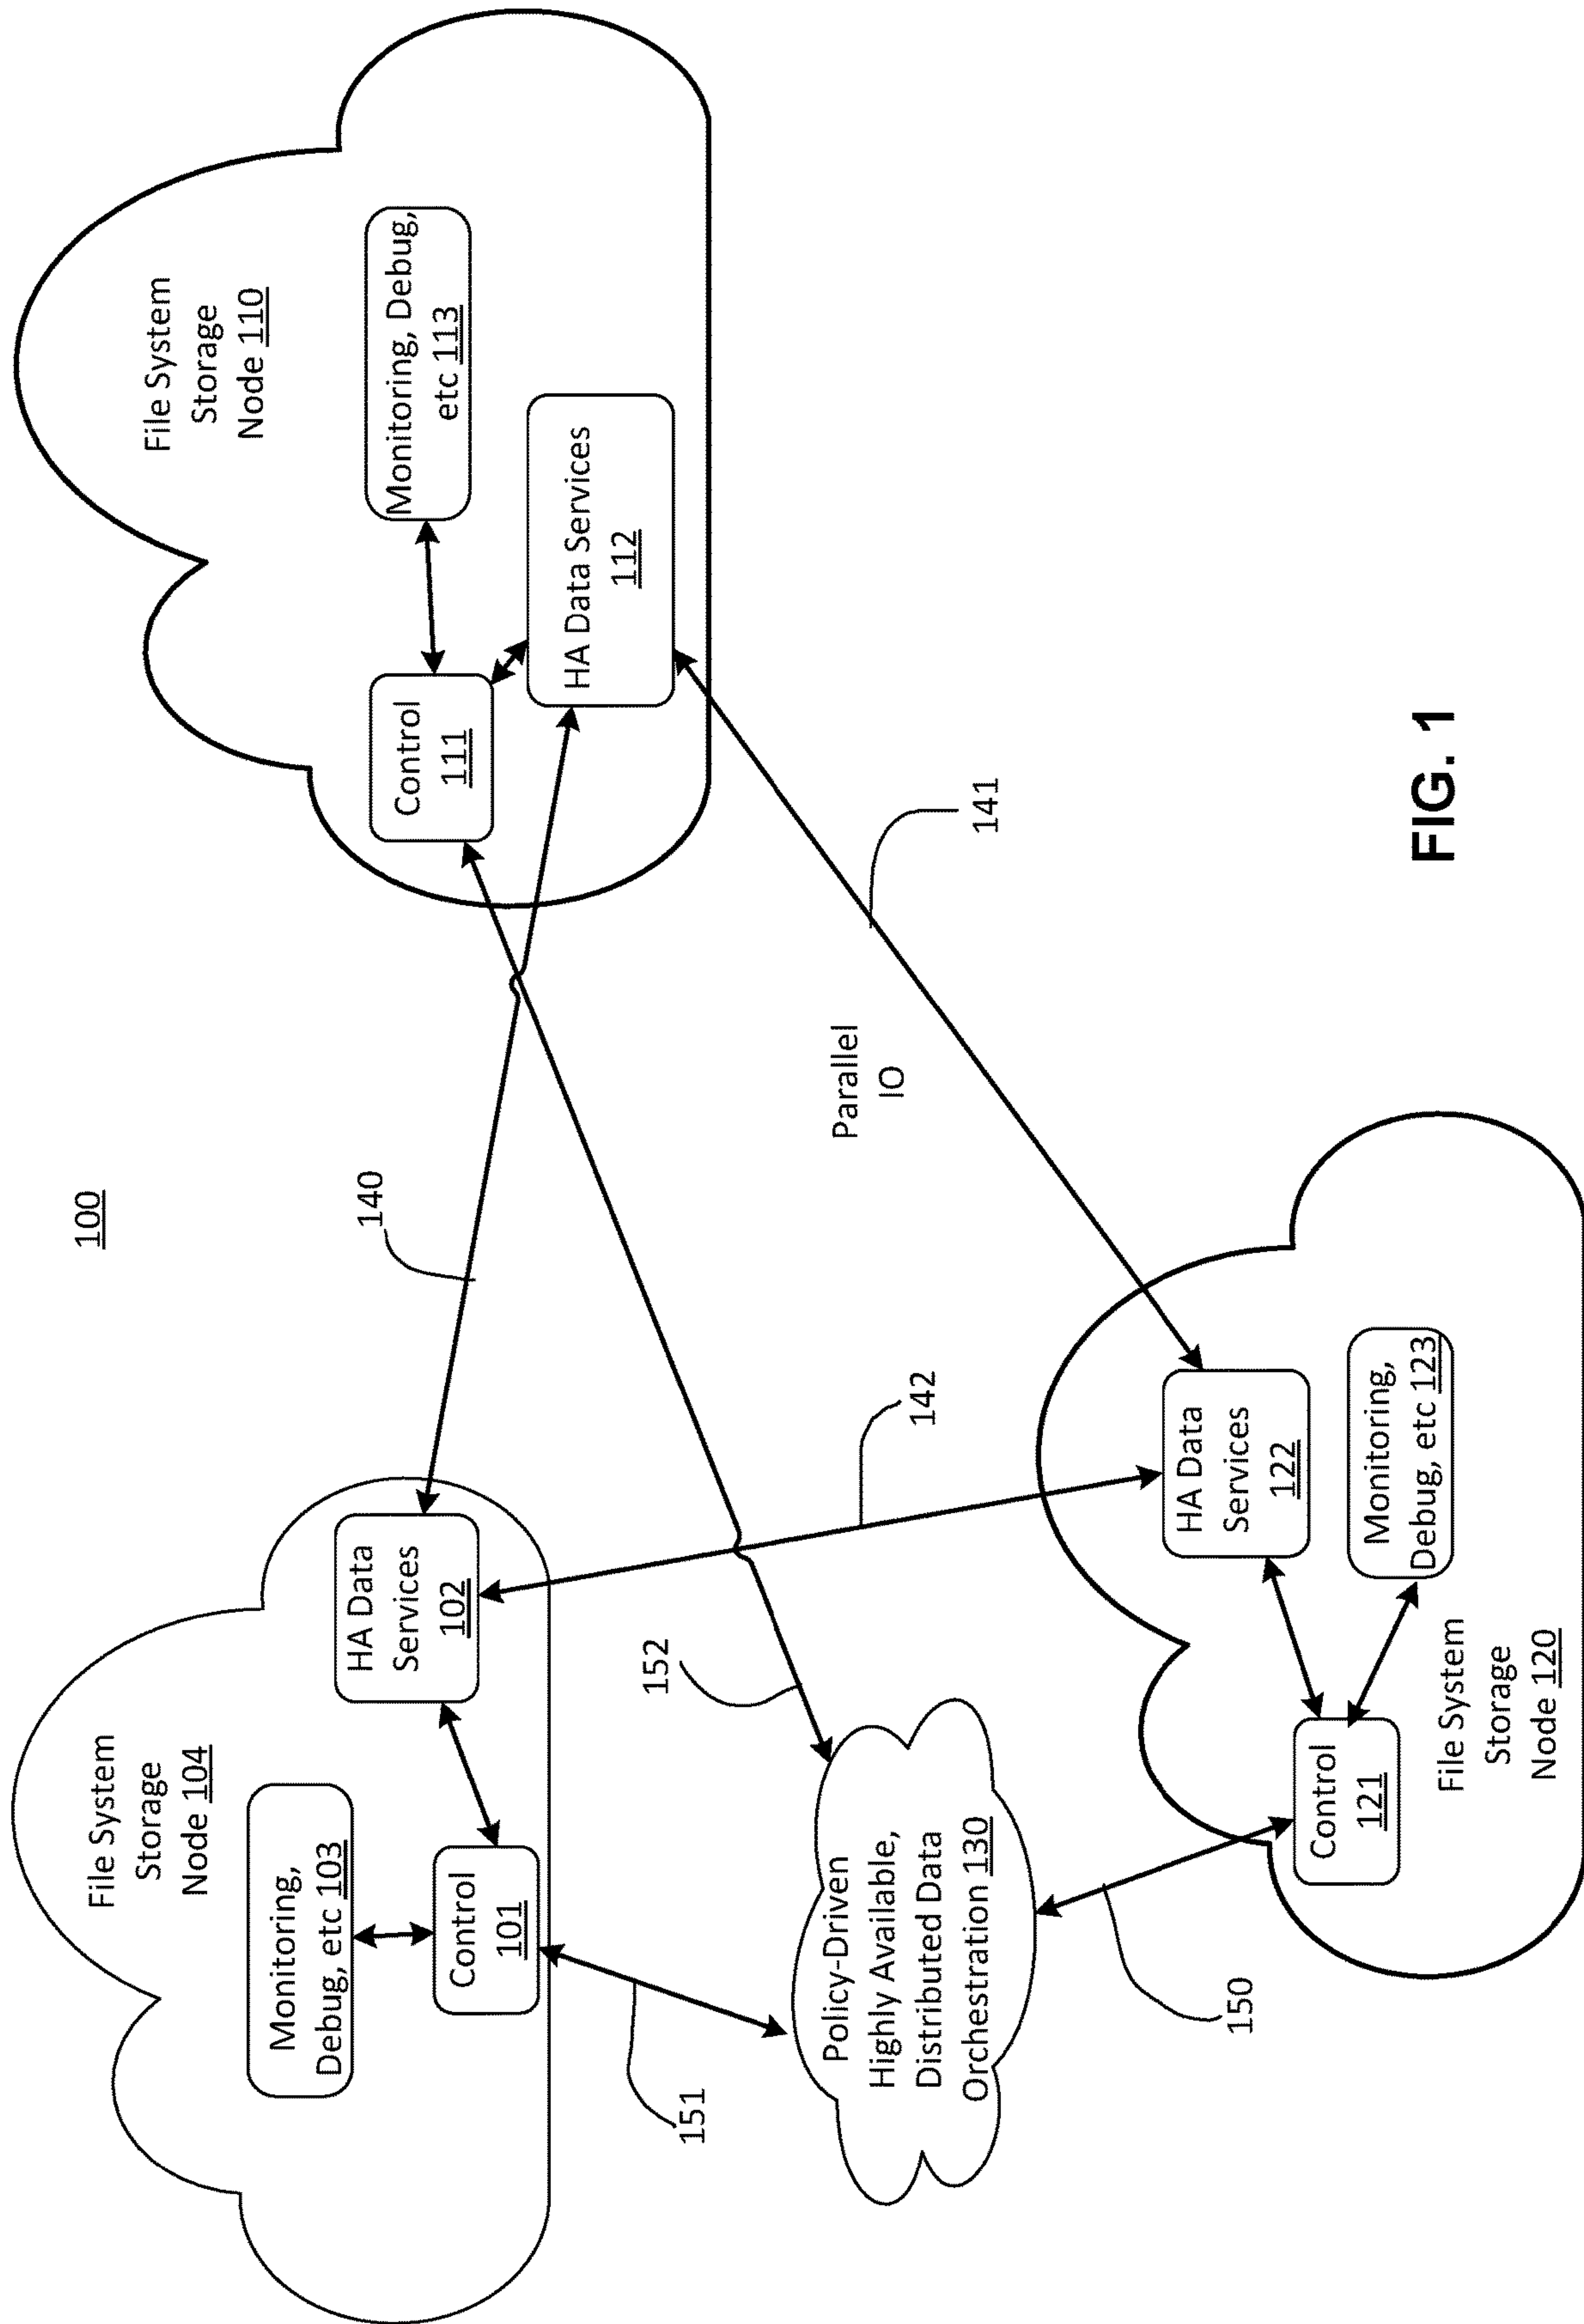 100
File System
Storage
Node 104
Monitoring,
Debug, etc 103
Control
101
HA Data
Services
102
File System
Storage
Node 110
Monitoring, Debug,
etc 113
Control
111
HA Data Services
112
140
152
151
142
141
150
Parallel
IO
Policy-Driven
Highly Available,
Distributed Data
Orchestration 130
HA Data
Services
122
Monitoring,
Debug, etc 123
Control
121
File System
Storage
Node 120
FIG. 1